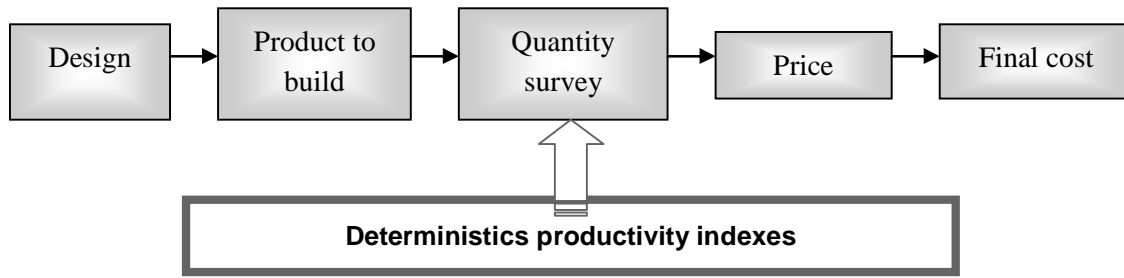 Design
Product to
build
Quantity
survey
Price
Final cost
Deterministics productivity indexes